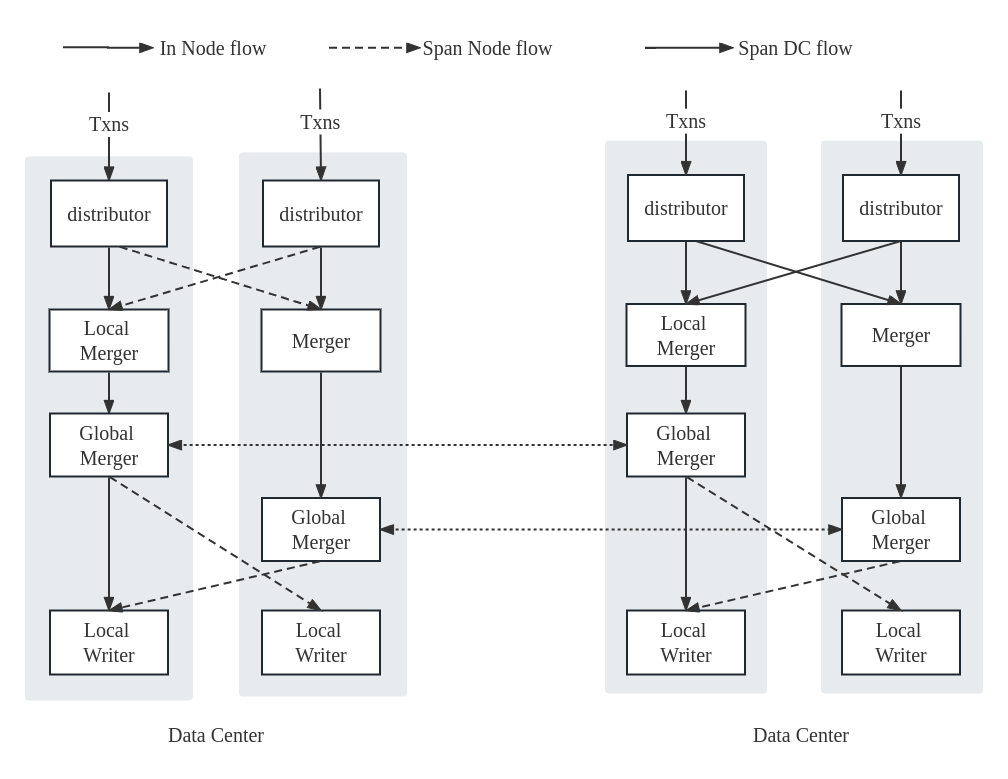 In Node flow
Span Node flow
Span DC flow
Txns
Txns
Txns
Txns
distributor
distributor
distributor
distributor
Local
Merger
Merger
Local
Merger
Merger
Global
Merger
Global
Merger
Global
Merger
Global
Merger
Local
Writer
Local
Writer
Local
Writer
Local
Writer
Data Center
Data Center